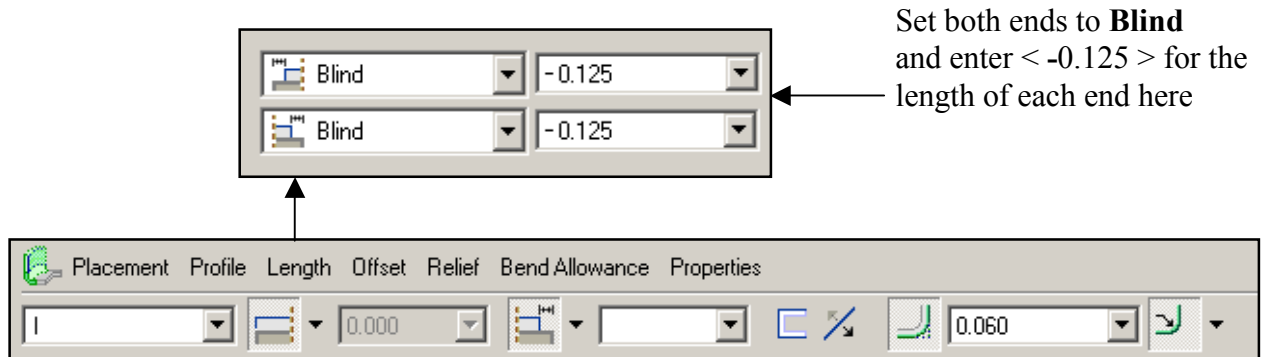 Set both ends to Blind
and enter < -0.125 > for the
length of each end here
Blind -0.125
Blind -0.125
Placement Profile Length Offset Relief Bend Allowance Properties
I 0.000 0.060